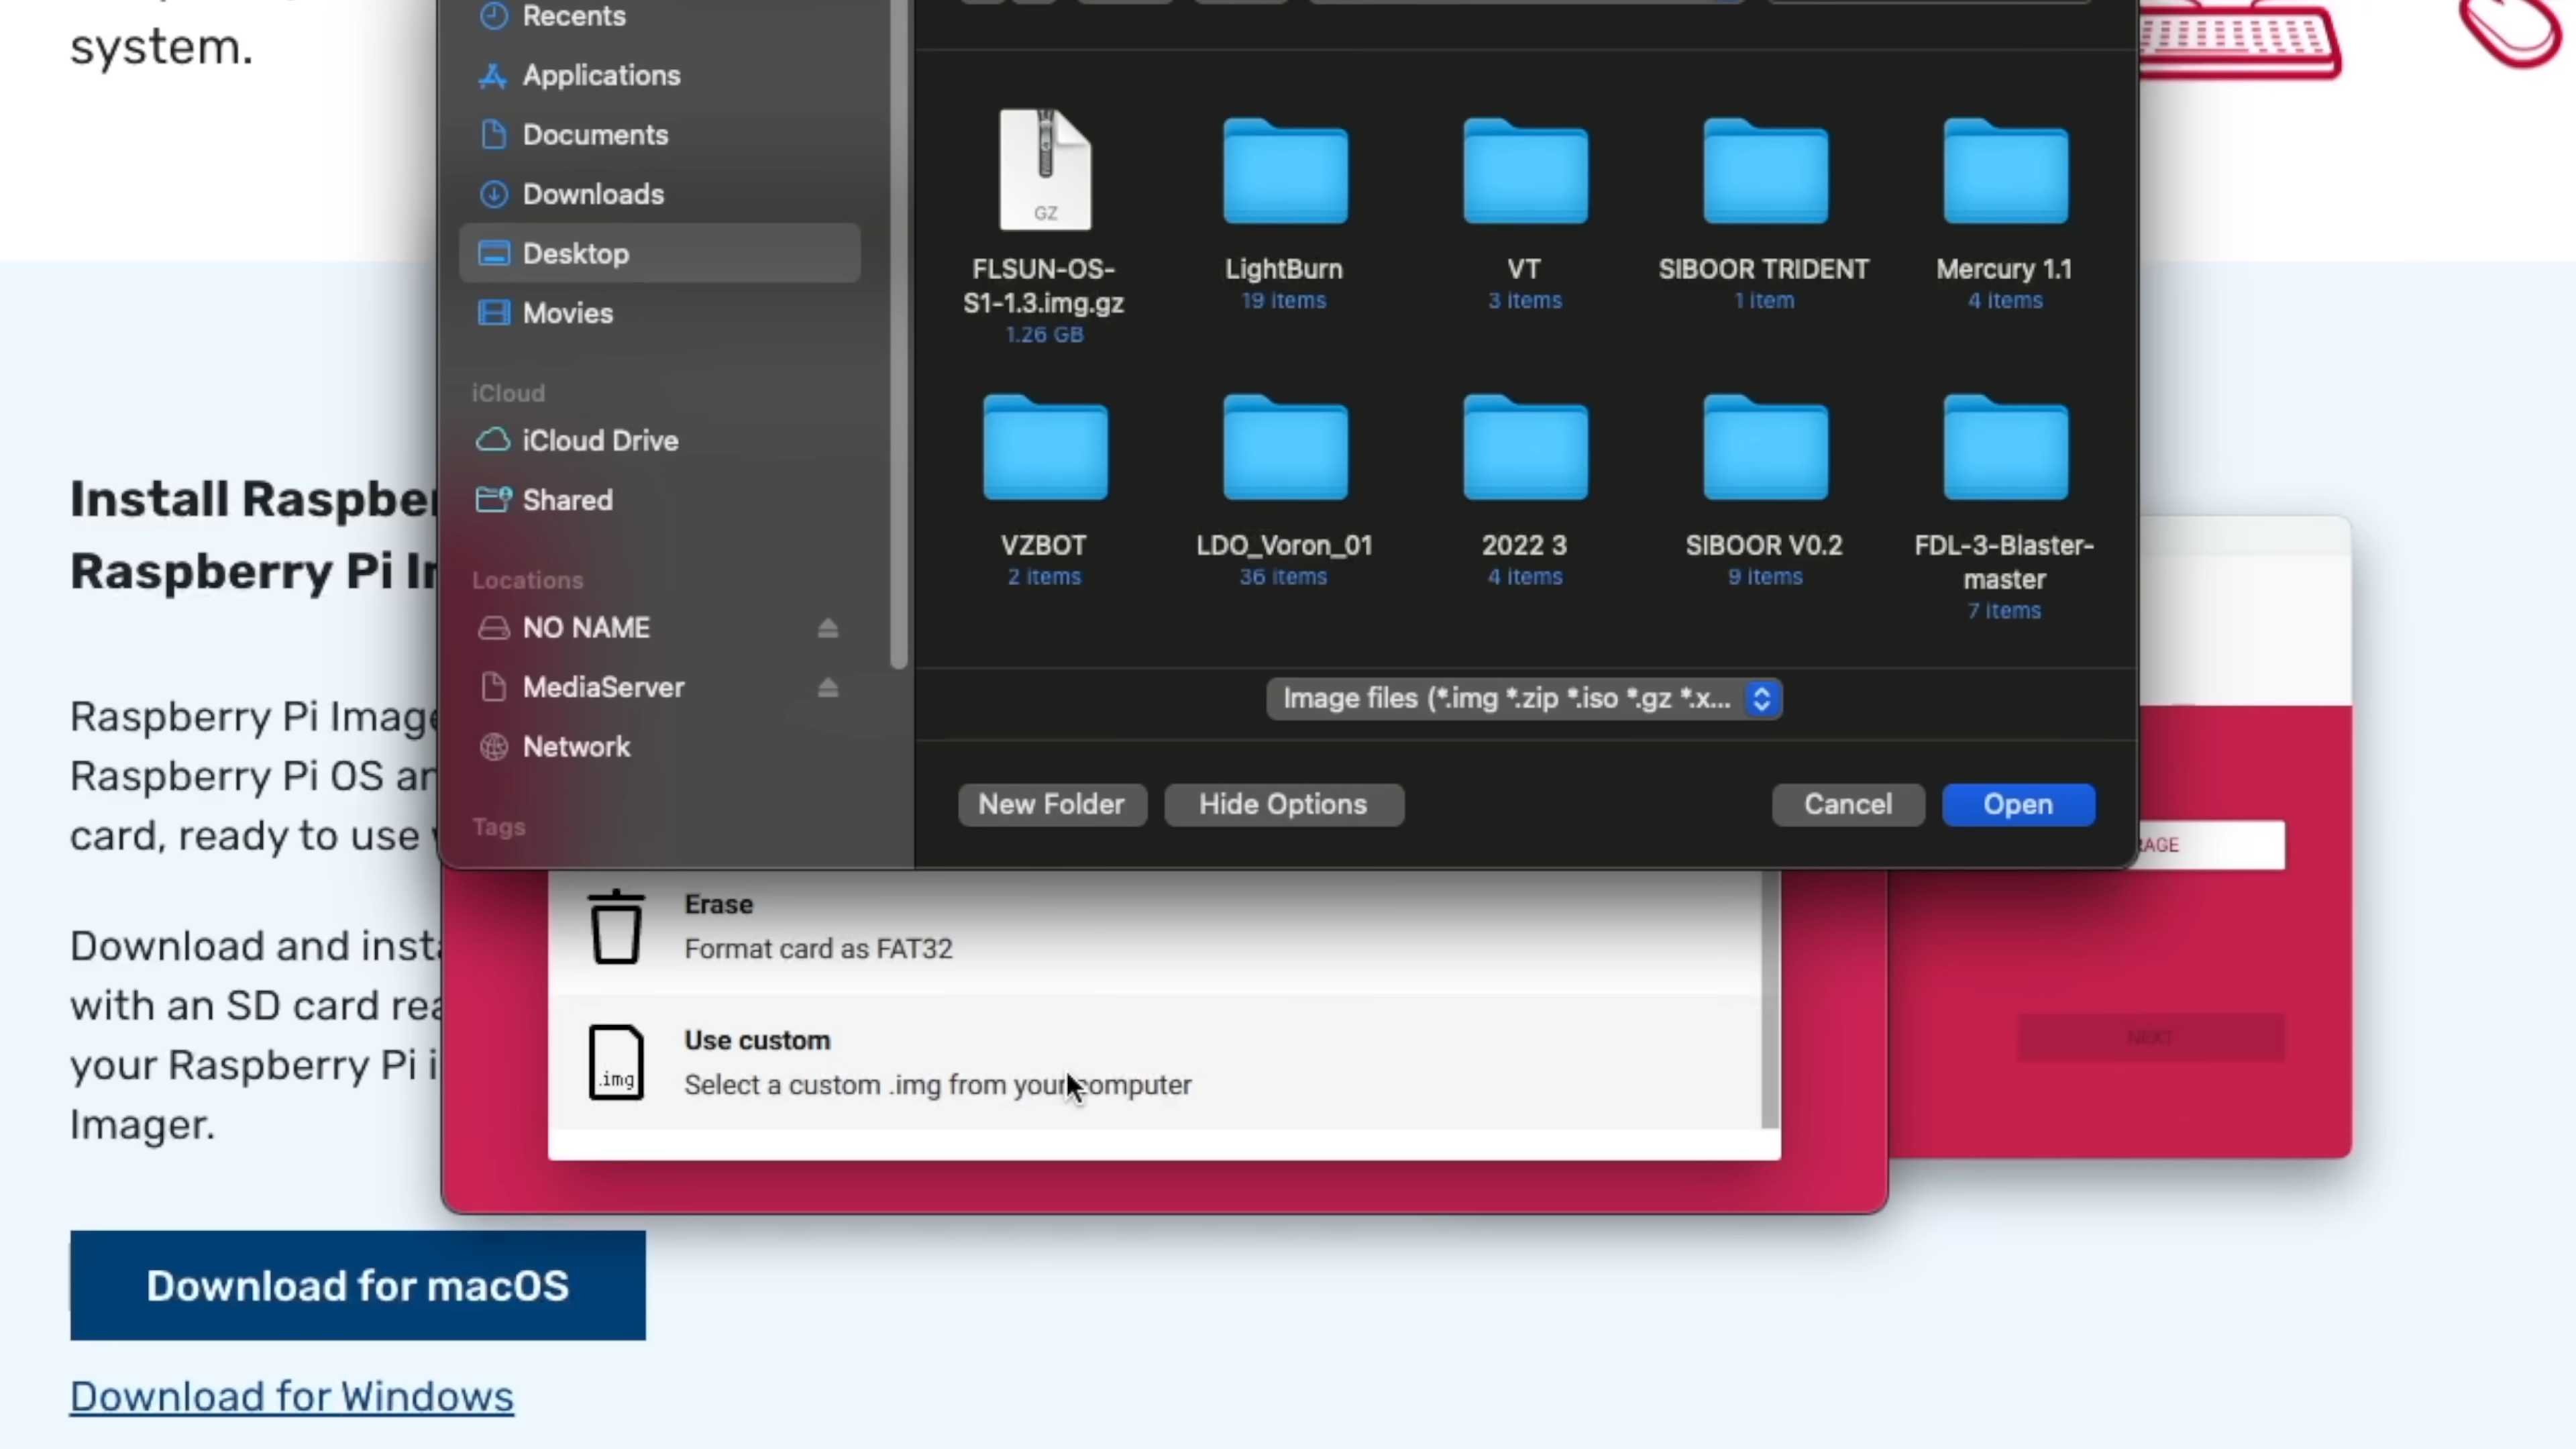 system.
Install Raspber
Raspberry Pi Ir
Raspberry Pi Image
Raspberry Pi OS an
card, ready to use
Download and inst
with an SD card rea
your Raspberry Pi i
Imager.
Download for macOS
Download for Windows
Recents
Applications
Documents
Downloads
Desktop
Movies
iCloud
iCloud Drive
Shared
Locations
NO NAME
MediaServer
Network
Tags
GZ
FLSUN-OS-
S1-1.3.img.gz
1.26 GB
LightBurn
19 items
VT
3 items
SIBOOR TRIDENT
1 item
Mercury 1.1
4 items
VZBOT
2 items
LDO_Voron_01
36 items
2022 3
4 items
SIBOOR V0.2
9 items
FDL-3-Blaster-
master
7 items
Image files (*.img *.zip *.iso *.gz *.x...
New Folder
Hide Options
Cancel
Open
Erase
Format card as FAT32
.img
Use custom
Select a custom .img from your computer
RAGE
NEXT